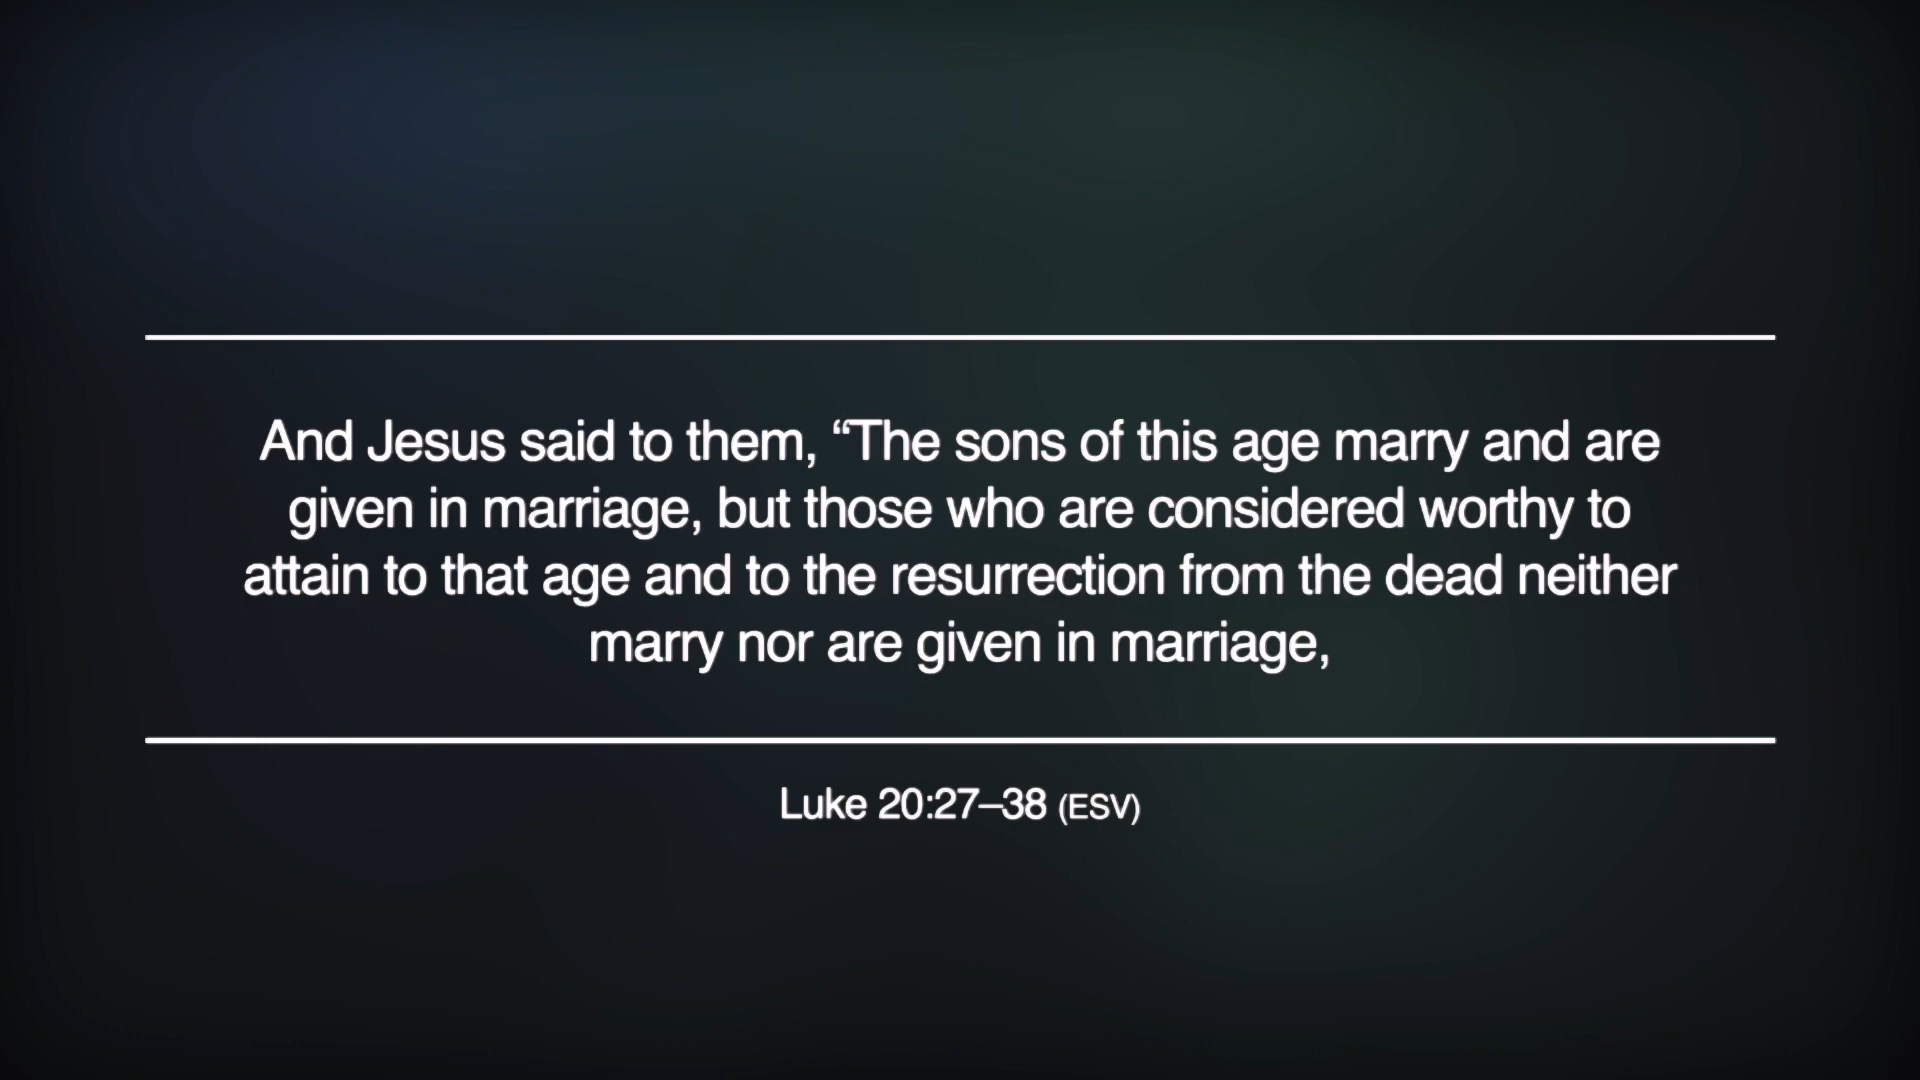 And Jesus said to them, “The sons of this age marry and are
given in marriage, but those who are considered worthy to
attain to that age and to the resurrection from the dead neither
marry nor are given in marriage,
Luke 20:27–38 (ESV)